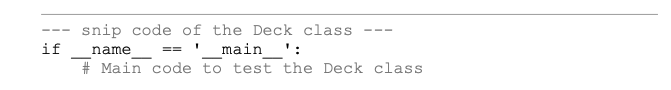 --- snip code of the Deck class ---
if __name__ == '__main__':
    # Main code to test the Deck class